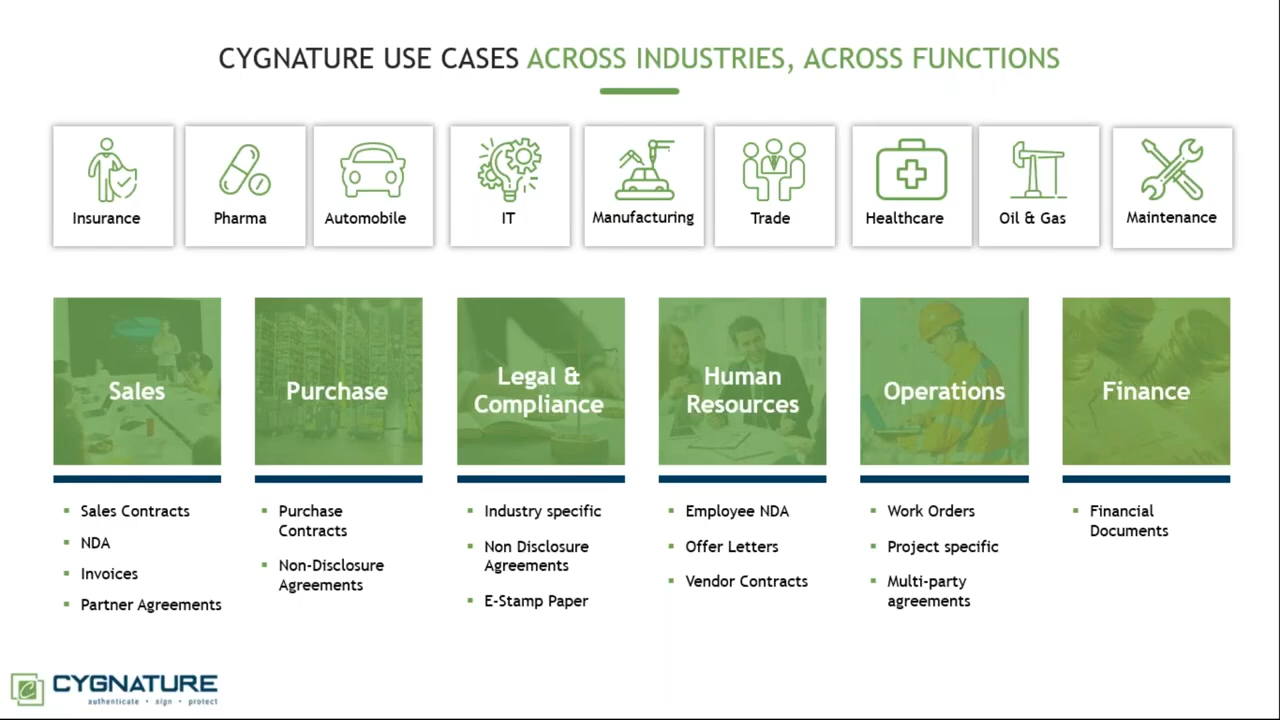 CYGNATURE USE CASES ACROSS INDUSTRIES, ACROSS FUNCTIONS
Insurance
Pharma
Automobile
IT
Manufacturing
Trade
Healthcare
Oil & Gas
Maintenance
Sales
Sales Contracts
NDA
Invoices
Partner Agreements
Purchase
Purchase
Contracts
Non-Disclosure
Agreements
Legal &
Compliance
Industry specific
Non Disclosure
Agreements
E-Stamp Paper
Human
Resources
Employee NDA
Offer Letters
Vendor Contracts
Operations
Work Orders
Project specific
Multi-party
agreements
Finance
Financial
Documents
CYGNATURE
authenticate • sign • protect